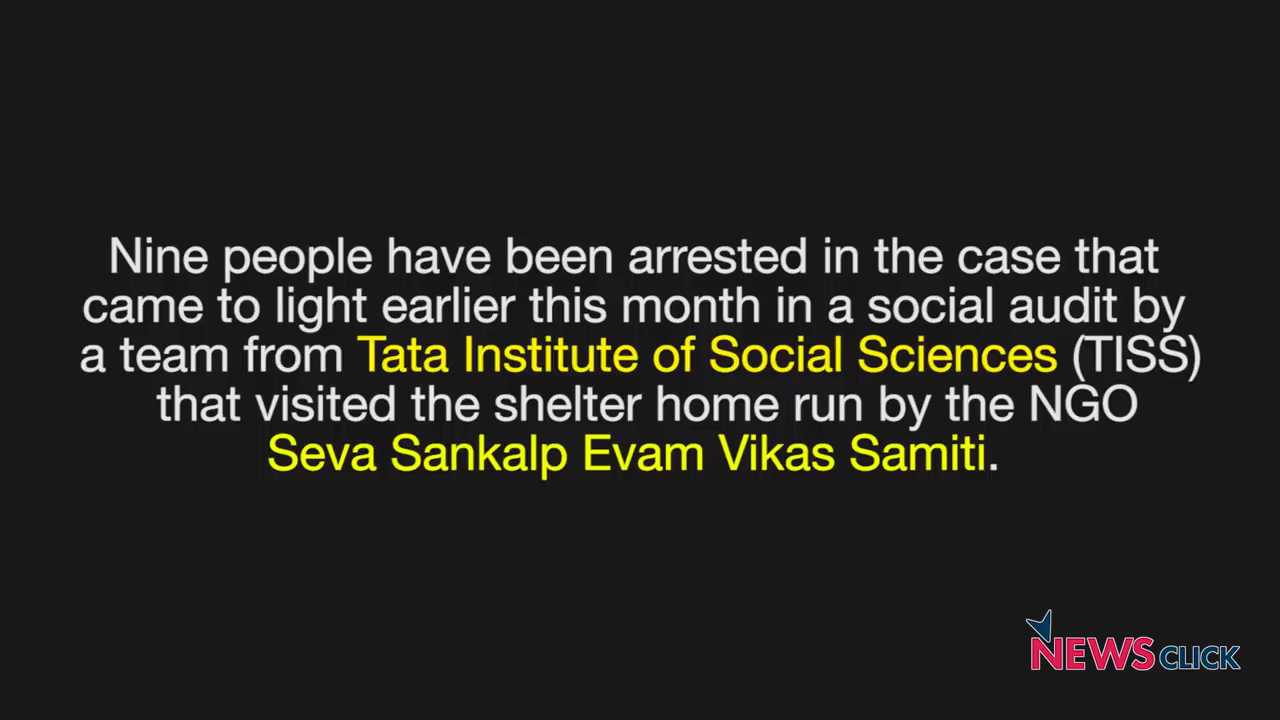 Nine people have been arrested in the case that
came to light earlier this month in a social audit by
a team from Tata Institute of Social Sciences (TISS)
that visited the shelter home run by the NGO
Seva Sankalp Evam Vikas Samiti.
NEWSCLICK